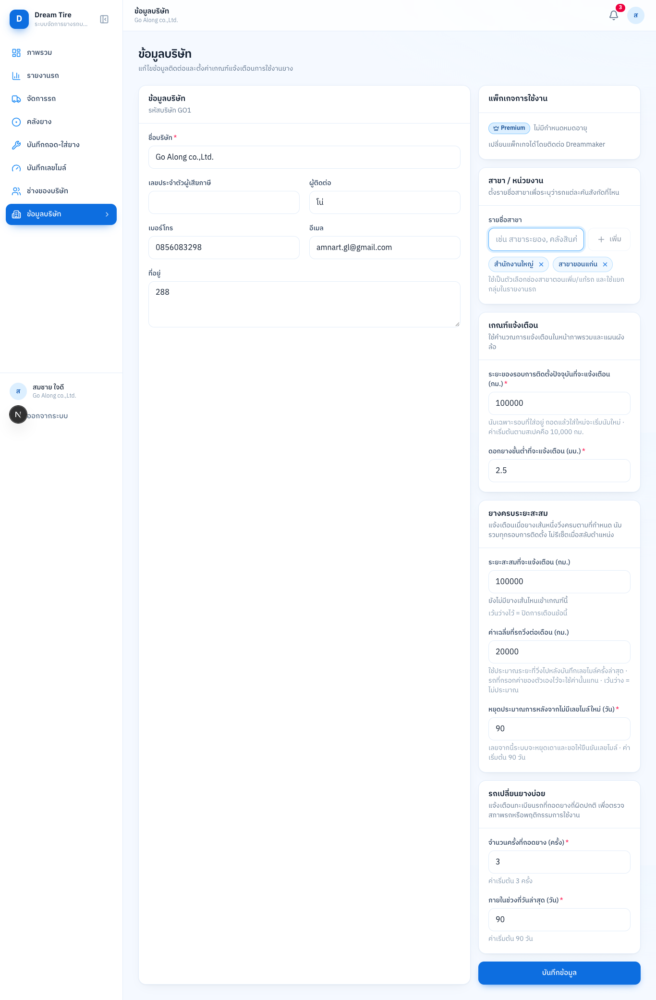 D
Dream Tire
ระบบจัดการยางรถบ...
ภาพรวม
รายงานรถ
จัดการรถ
คลังยาง
บันทึกถอด-ใส่ยาง
บันทึกเลขไมล์
ช่างของบริษัท
ข้อมูลบริษัท
ส
สมชาย ใจดี
Go Along co.,Ltd.
N
ออกจากระบบ
ข้อมูลบริษัท
Go Along co.,Ltd.
3
ส
ข้อมูลบริษัท
แก้ไขข้อมูลติดต่อและตั้งค่าเกณฑ์แจ้งเตือนการใช้งานยาง
ข้อมูลบริษัท
รหัสบริษัท GO1
ชื่อบริษัท *
Go Along co.,Ltd.
เลขประจำตัวผู้เสียภาษี
ผู้ติดต่อ
โน่
เบอร์โทร
0856083298
อีเมล
amnart.gl@gmail.com
ที่อยู่
288
แพ็กเกจการใช้งาน
Premium ไม่มีกำหนดหมดอายุ
เปลี่ยนแพ็กเกจได้โดยติดต่อ Dreammaker
สาขา / หน่วยงาน
ตั้งรายชื่อสาขาเพื่อระบุว่ารถแต่ละคันสังกัดที่ไหน
รายชื่อสาขา
เช่น สาขาระยอง, คลังสินค้
เพิ่ม
สำนักงานใหญ่
สาขาขอนแก่น
ใช้เป็นตัวเลือกช่องสาขาตอนเพิ่ม/แก้รถ และใช้แยก
กลุ่มในรายงานรถ
เกณฑ์แจ้งเตือน
ใช้คำนวณการแจ้งเตือนในหน้าภาพรวมและแผนผัง
ล้อ
ระยะของรอบการติดตั้งปัจจุบันที่จะแจ้งเตือน
(กม.) *
100000
นับเฉพาะรอบที่ใส่อยู่ ถอดแล้วใส่ใหม่จะเริ่มนับใหม่ ·
ค่าเริ่มต้นตามสเปคคือ 10,000 กม.
ดอกยางขั้นต่ำที่จะแจ้งเตือน (มม.) *
2.5
ยางครบระยะสะสม
แจ้งเตือนเมื่อยางเส้นหนึ่งวิ่งครบตามที่กำหนด นับ
รวมทุกรอบการติดตั้ง ไม่รีเซ็ตเมื่อสลับตำแหน่ง
ระยะสะสมที่จะแจ้งเตือน (กม.)
100000
ยังไม่มียางเส้นไหนเข้าเกณฑ์นี้
เว้นว่างไว้ = ปิดการเตือนข้อนี้
ค่าเฉลี่ยที่รถวิ่งต่อเดือน (กม.)
20000
ใช้ประมาณระยะที่วิ่งไปหลังบันทึกเลขไมล์ครั้งล่าสุด ·
รถที่กรอกค่าของตัวเองไว้จะใช้ค่านั้นแทน · เว้นว่าง =
ไม่ประมาณ
หยุดประมาณการหลังจากไม่มีเลขไมล์ใหม่ (วัน) *
90
เลยจากนี้ระบบจะหยุดเดาและขอให้ยืนยันเลขไมล์ · ค่า
เริ่มต้น 90 วัน
รถเปลี่ยนยางบ่อย
แจ้งเตือนทะเบียนรถที่ถอดยางถี่ผิดปกติ เพื่อตรวจ
สภาพรถหรือพฤติกรรมการใช้งาน
จำนวนครั้งที่ถอดยาง (ครั้ง) *
3
ค่าเริ่มต้น 3 ครั้ง
ภายในช่วงกี่วันล่าสุด (วัน) *
90
ค่าเริ่มต้น 90 วัน
บันทึกข้อมูล